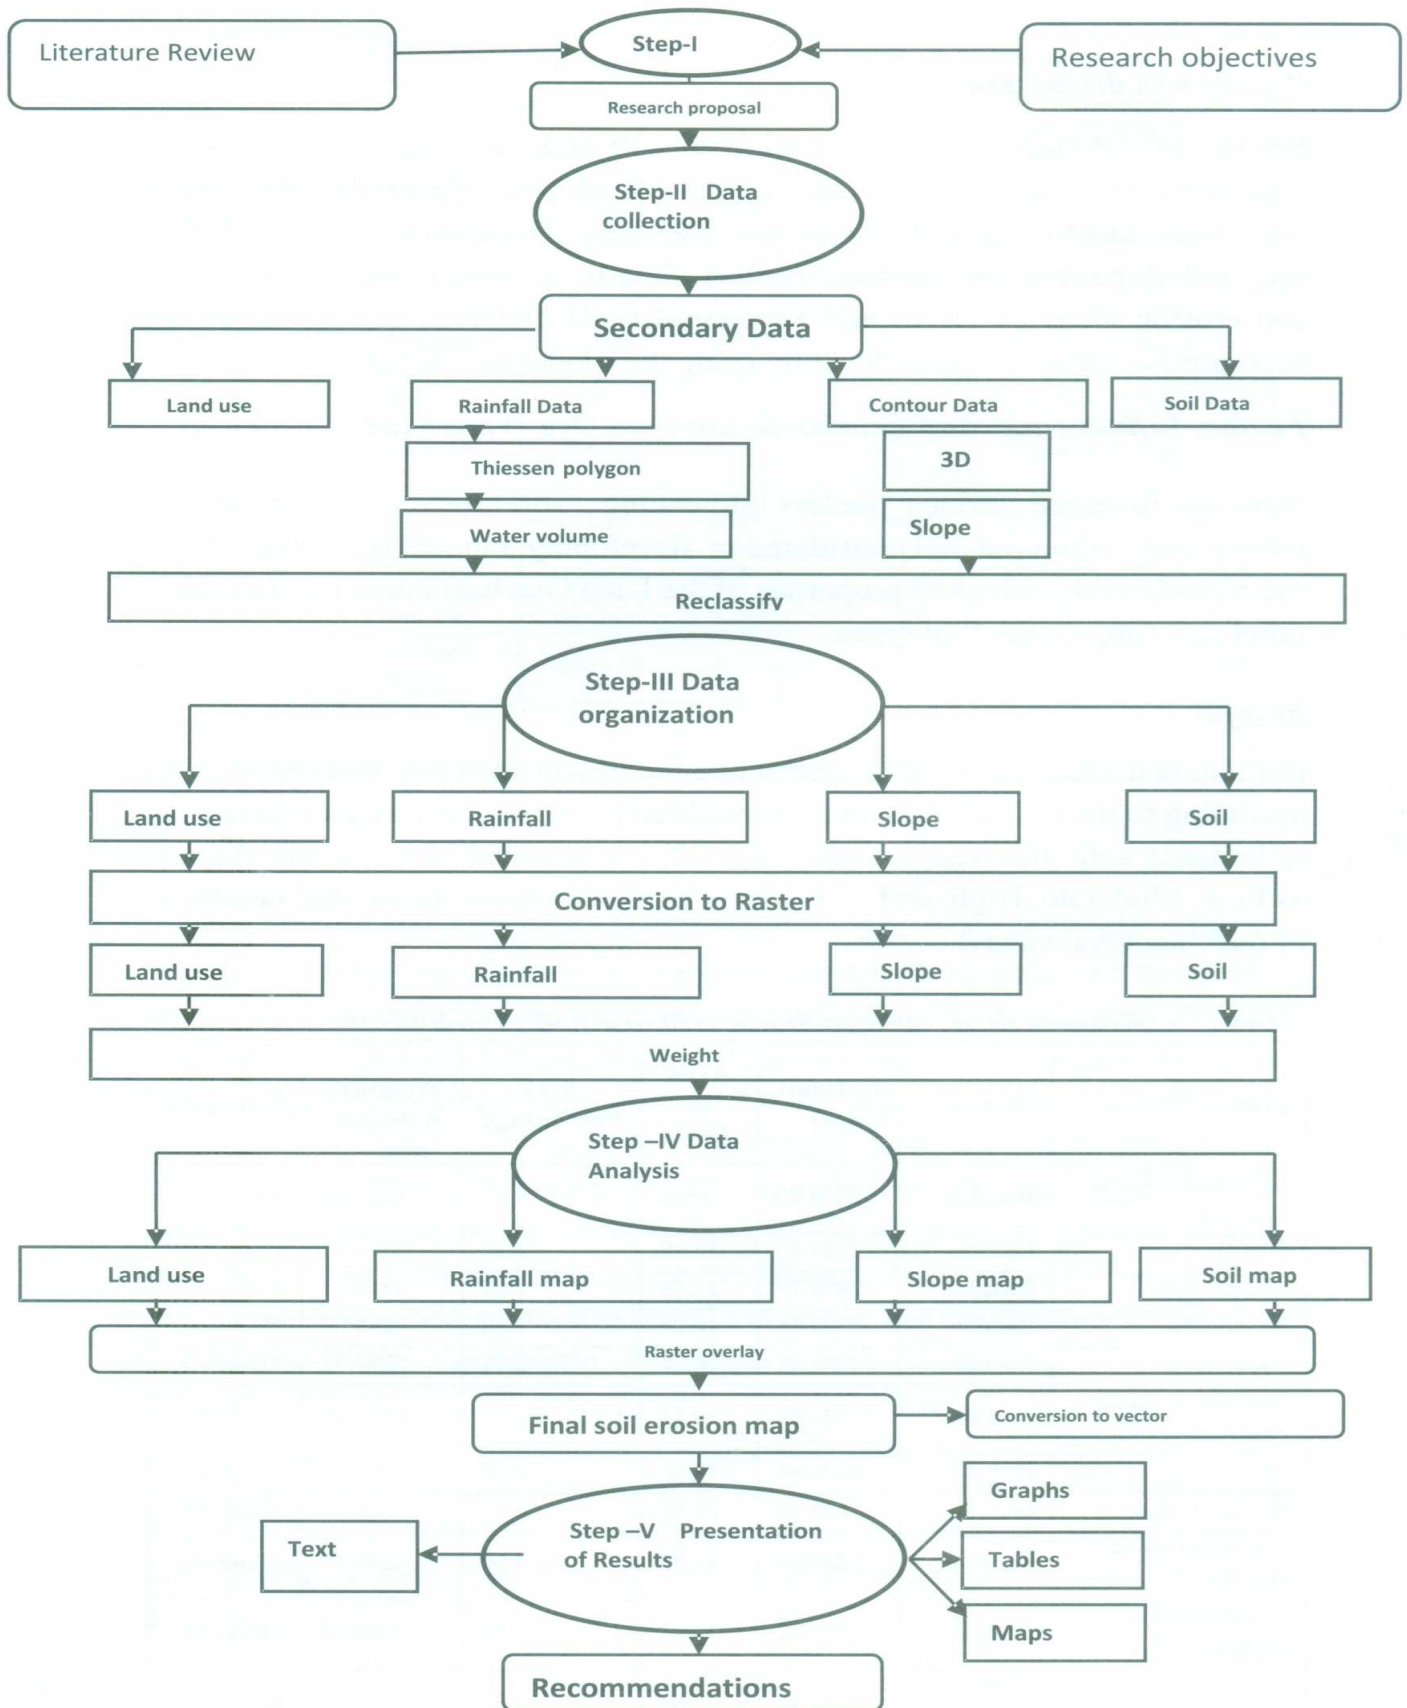 Literature Review
Step-I
Research objectives
Research proposal
Step-II Data
collection
Secondary Data
Land use
Rainfall Data
Contour Data
Soil Data
Thiessen polygon
3D
Water volume
Slope
Reclassify
Step-III Data
organization
Land use
Rainfall
Slope
Soil
Conversion to Raster
Land use
Rainfall
Slope
Soil
Weight
Step –IV Data
Analysis
Land use
Rainfall map
Slope map
Soil map
Raster overlay
Final soil erosion map
Conversion to vector
Graphs
Step –V Presentation
of Results
Text
Tables
Maps
Recommendations